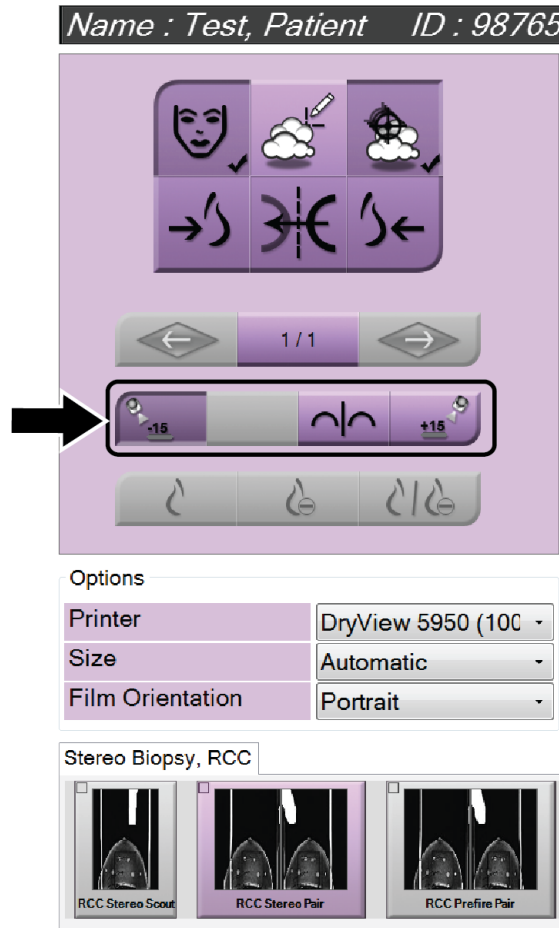 Name : Test, Patient ID : 98765
1 / 1
-15
+15
Options
Printer
DryView 5950 (100
Size
Automatic
Film Orientation
Portrait
Stereo Biopsy, RCC
RCC Stereo Scout
RCC Stereo Pair
RCC Prefire Pair